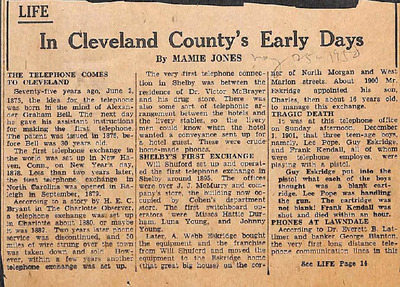 LIFE
In Cleveland County's Early Days
By MAMIE JONES
THE TELEPHONE COMES
TO CLEVELAND
Seventy-five years ago, June 2,
1875, the idea for the telephone
was born in the mind of Alexan-
der Graham Bell. The next day
he gave his assistant instructions
for making the first telephone.
The patent was issued in 1876, be-
fore Bell was 30 years old.
The first telephone exchange in
the world was set up in New Ha-
ven, Conn., on New Years day,
1878. Less than two years later,
the first telephone exchange in
North Carolina was opened in Ra-
leigh in September, 1879.
According to a story by H. E. C.
Bryant in The Charlotte Observer,
a telephone exchange was set up
in Charlotte about 1880, or maybe
it was 1882. Two years later phone
service was discontinued, and 50
miles of wire strung over the town
was taken down and sold. How-
ever, within a few years another
telephone exchange was set up.
The very first telephone connec-
tion in Shelby was between the
residence of Dr. Victor McBrayer
and his drug store. There was
also some sort of telephone ar-
rangement between the hotels and
the livery stables, so the livery
men could know when the hotel
wanted a conveyance sent up for
a hotel guest. These were crude
home-made phones.
SHELBY'S FIRST EXCHANGE
Will Shuford set up and operat-
ed the first telephone exchange in
Shelby around 1895. The offices
were over J. J. McMurry and com-
pany's store, the building now oc-
cupied by Cohen's department
store. The first switchboard op-
erators were Misses Hattie Dur-
ham, Luna Young, and Johnny
Young.
Later, A. Webb Eskridge bought
the equipment and the franchise
from Will Shuford and moved the
equipment to the Eskridge home
(that great big house) on the cor-
ner of North Morgan and West
Marion streets. About 1900 Mr.
Eskridge appointed his son,
Charles, then about 16 years old,
to manage this exchange.
TRAGIC DEATH
It was at this telephone office
on Sunday afternoon, December
1, 1901, that three teen-age boys,
namely, Lee Pope, Guy Eskridge,
and Frank Kendall, all of whom
were telephone employes, were
playing with a pistol.
Guy Eskridge put into the
pistol what each of the boys
thought was a blank cart-
ridge. Lee Pope was handling
the gun. The cartridge was
not blank! Frank Kendall was
shot and died within an hour.
PHONES AT LAWNDALE
According to Dr. Everett B. Lat-
timer and banker George Blanton,
the very first long distance tele-
phone communication lines in this
See LIFE Page 14